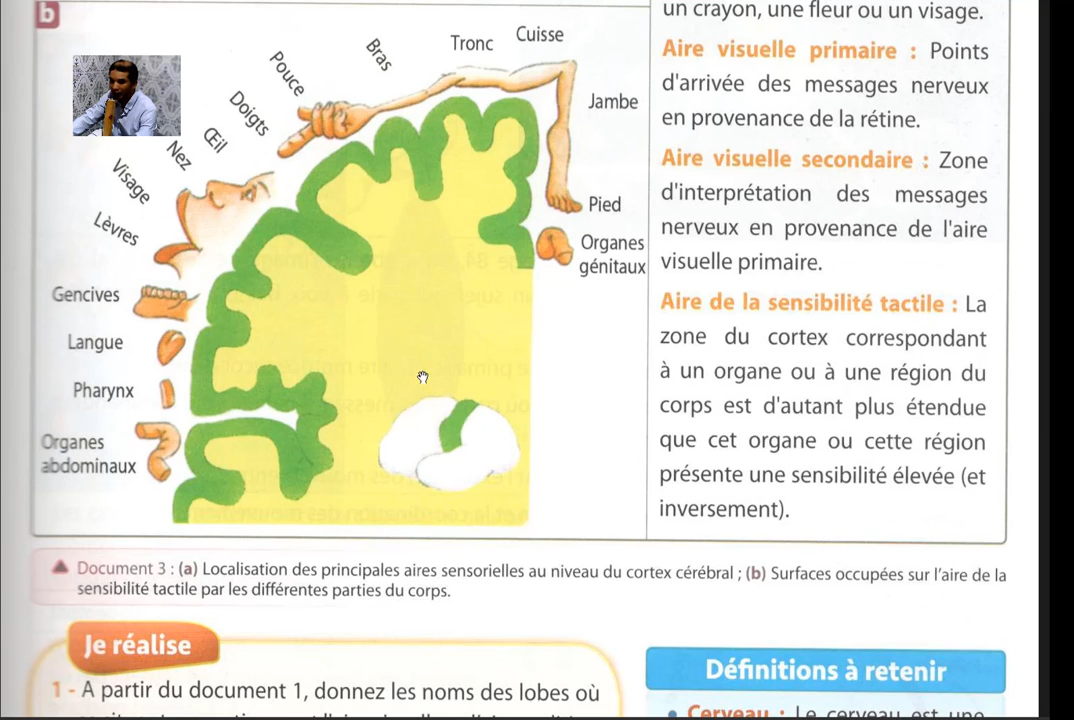 b
Cuisse
Tronc
Bras
Pouce
Doigts
Œil
Nez
Visage
Lèvres
Gencives
Langue
Pharynx
Organes
abdominaux
Jambe
Pied
Organes
génitaux
un crayon, une fleur ou un visage.
Aire visuelle primaire : Points
d'arrivée des messages nerveux
en provenance de la rétine.
Aire visuelle secondaire : Zone
d'interprétation des messages
nerveux en provenance de l'aire
visuelle primaire.
Aire de la sensibilité tactile : La
zone du cortex correspondant
à un organe ou à une région du
corps est d'autant plus étendue
que cet organe ou cette région
présente une sensibilité élevée (et
inversement).
Document 3 : (a) Localisation des principales aires sensorielles au niveau du cortex cérébral ; (b) Surfaces occupées sur l'aire de la
sensibilité tactile par les différentes parties du corps.
Je réalise
1 - A partir du document 1, donnez les noms des lobes où
Définitions à retenir
• Cerveau : Le cerveau est une